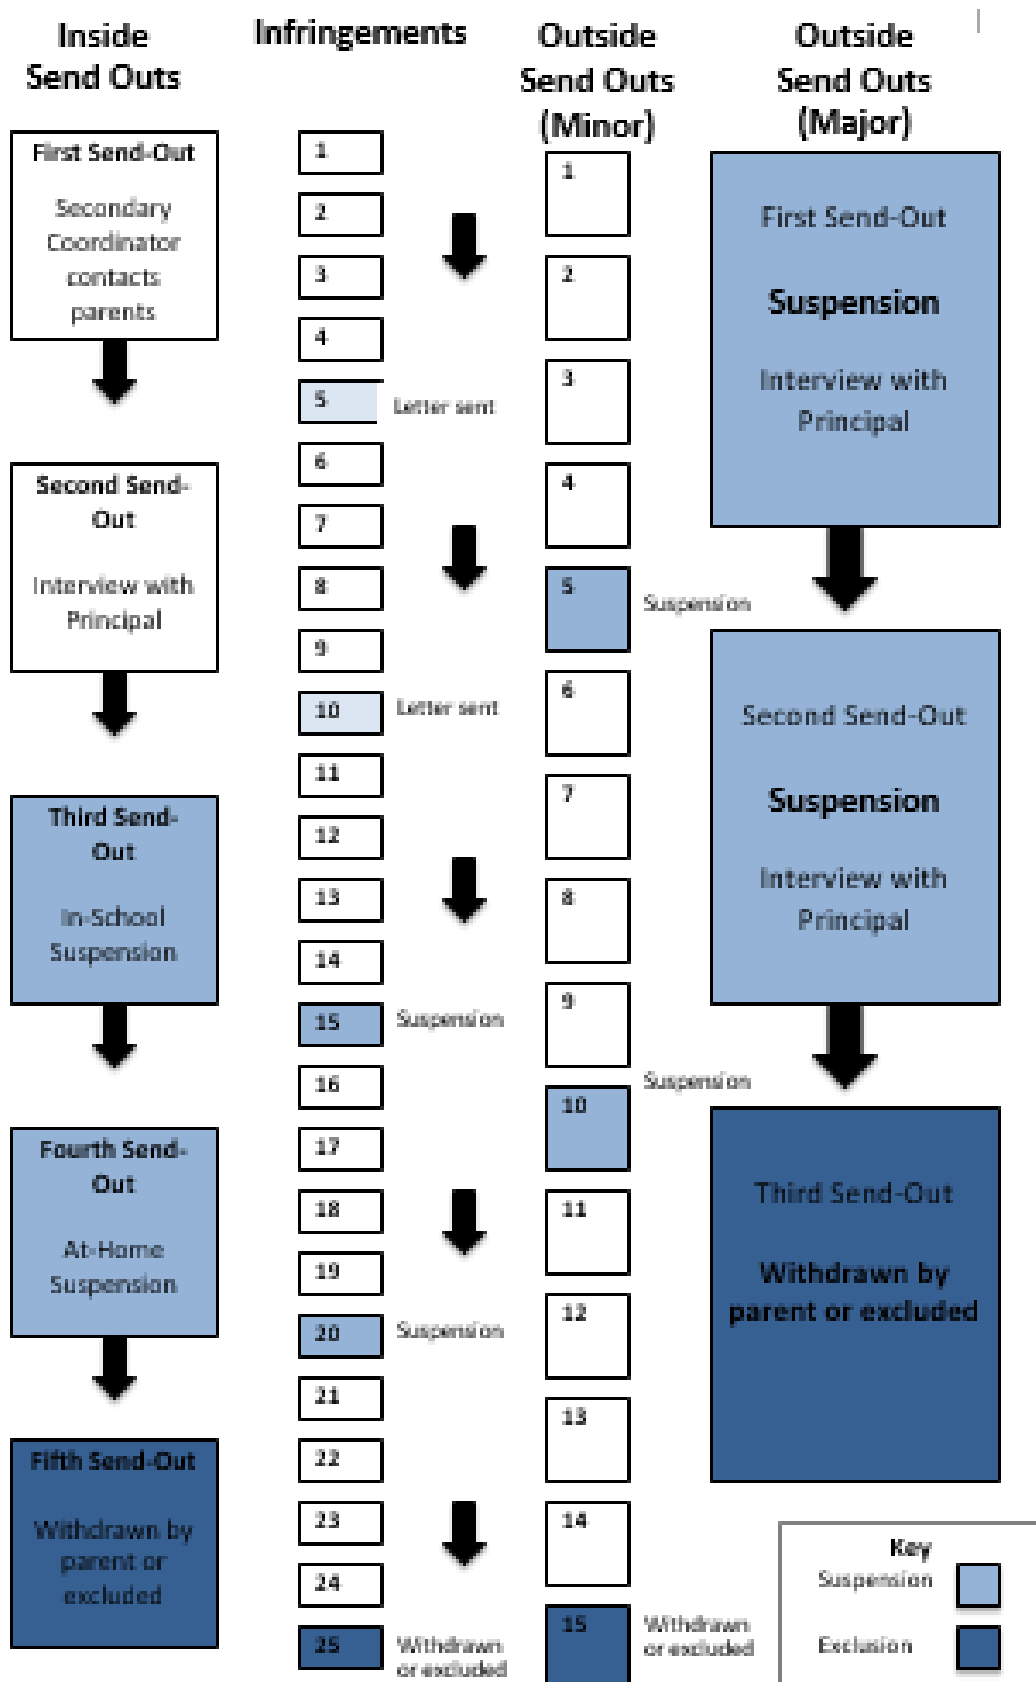 Inside
Send Outs
First Send-Out
Secondary
Coordinator
contacts
parents
Second Send-
Out
Interview with
Principal
Third Send-
Out
In-School
Suspension
Fourth Send-
Out
At-Home
Suspension
Fifth Send-Out
Withdrawn by
parent or
excluded
Infringements
1
2
3
4
5
Letter sent
6
7
8
9
10
Letter sent
11
12
13
14
15
Suspension
16
17
18
19
20
Suspension
21
22
23
24
25
Withdrawn
or excluded
Outside
Send Outs
(Minor)
1
2
3
4
5
Suspension
6
7
8
9
Suspension
10
11
12
13
14
15
Withdrawn
or excluded
Outside
Send Outs
(Major)
First Send-Out
Suspension
Interview with
Principal
Second Send-Out
Suspension
Interview with
Principal
Third Send-Out
Withdrawn by
parent or excluded
Key
Suspension
Exclusion